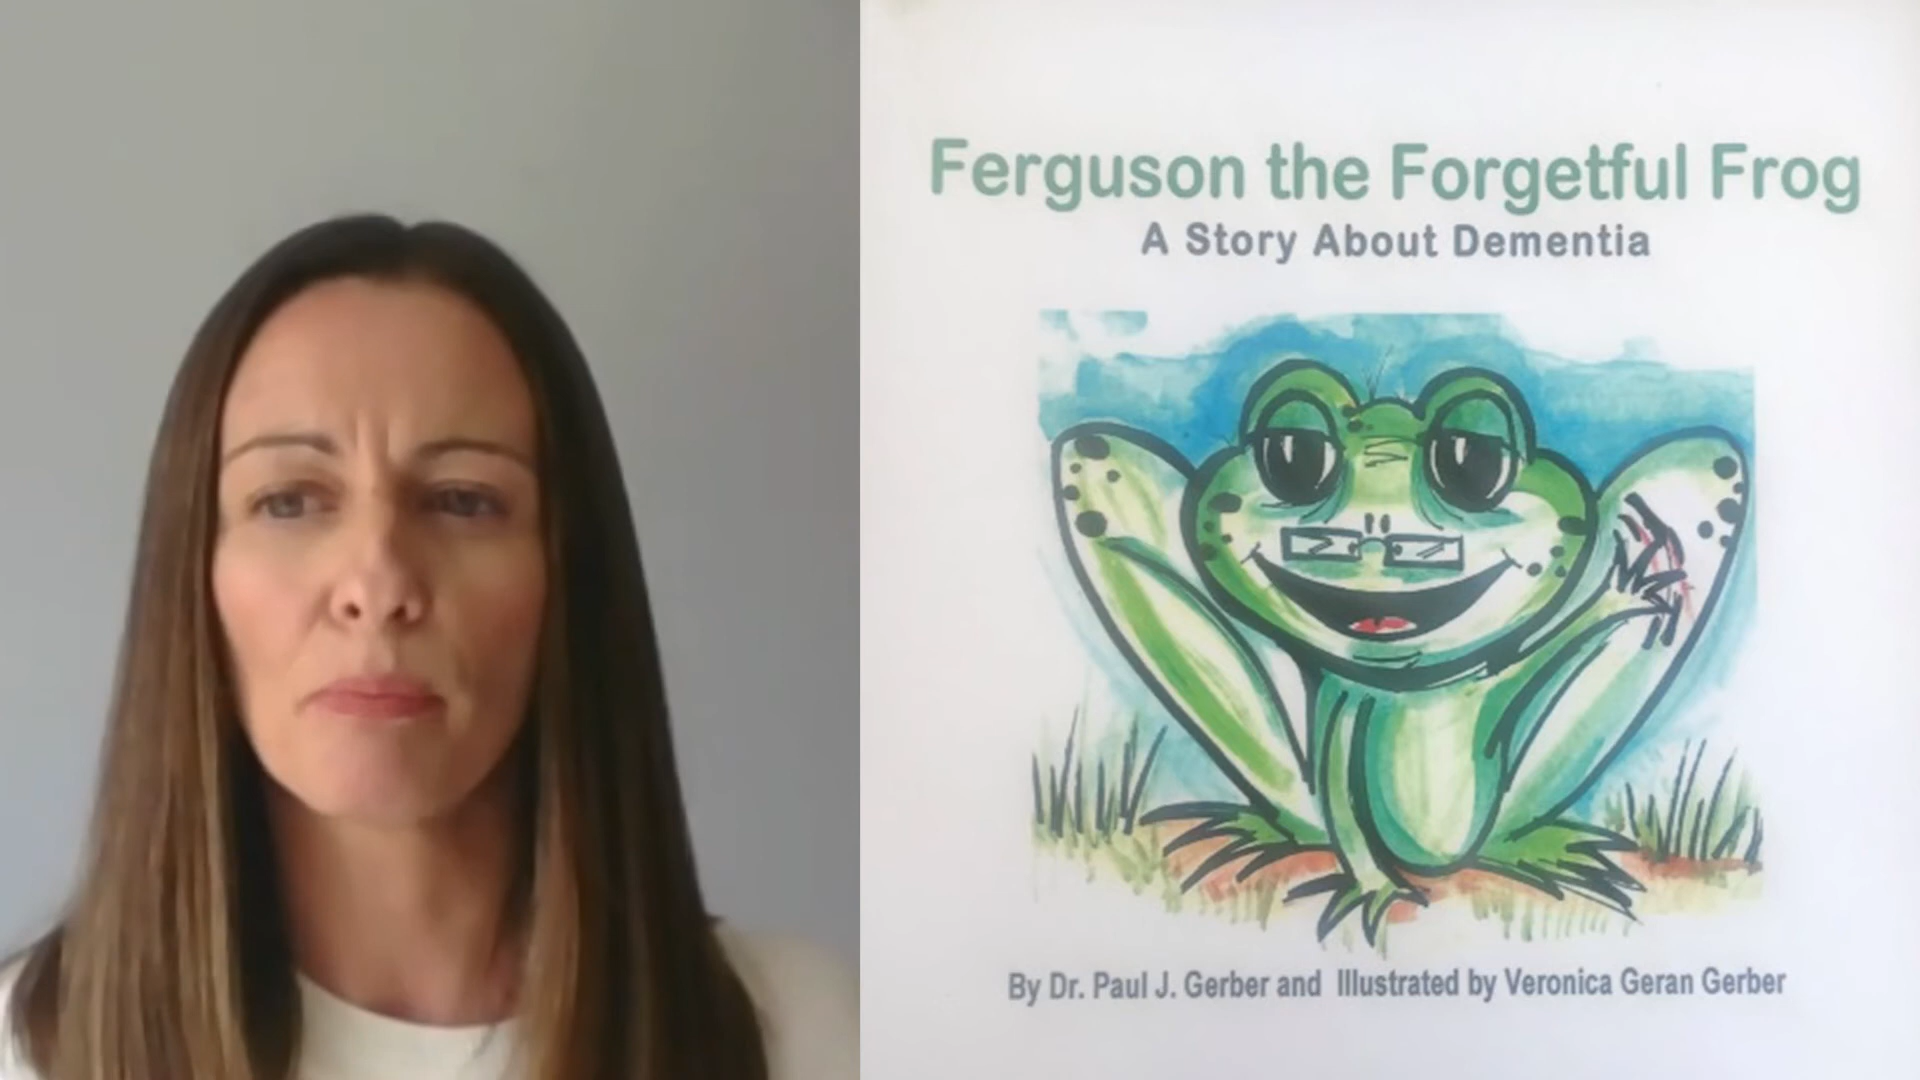 Ferguson the Forgetful Frog
A Story About Dementia
By Dr. Paul J. Gerber and Illustrated by Veronica Geran Gerber